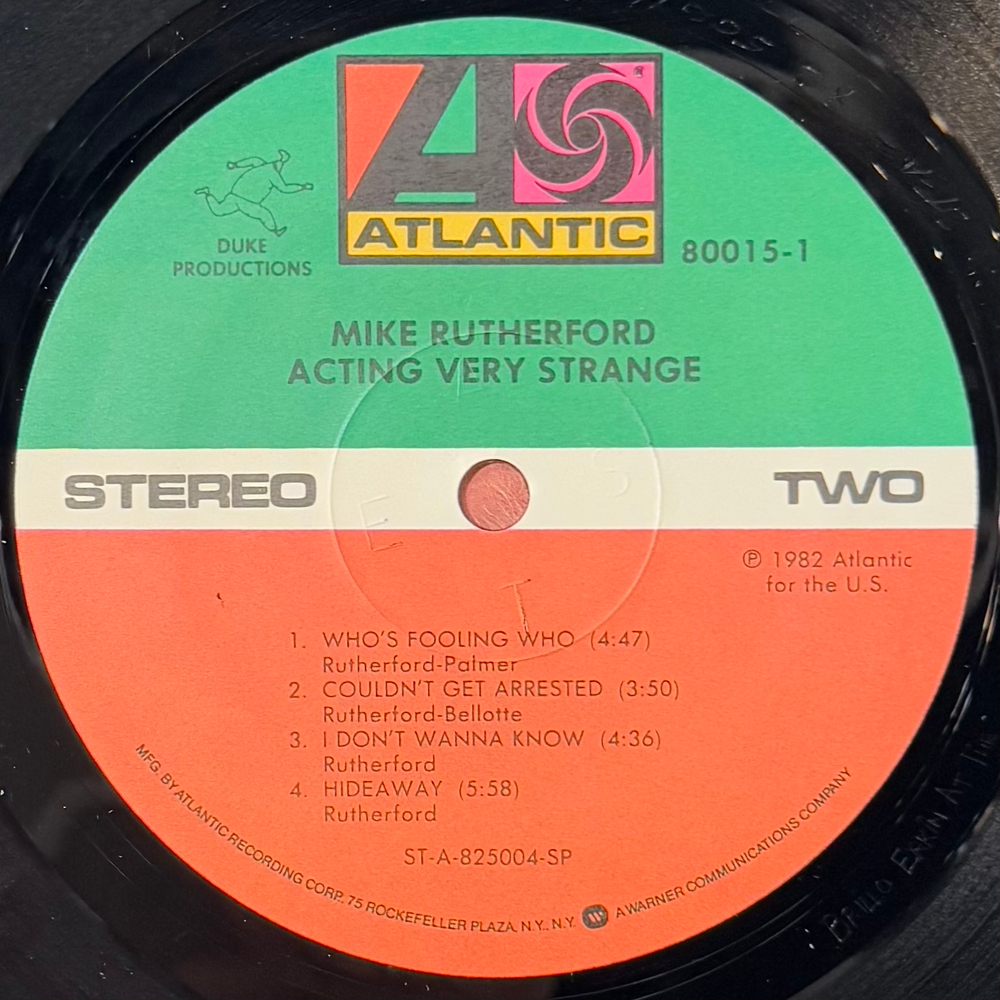 ATLANTIC
DUKE
PRODUCTIONS
80015-1
MIKE RUTHERFORD
ACTING VERY STRANGE
STEREO
TWO
℗ 1982 Atlantic
for the U.S.
1. WHO'S FOOLING WHO (4:47)
Rutherford-Palmer
2. COULDN'T GET ARRESTED (3:50)
Rutherford-Bellotte
3. I DON'T WANNA KNOW (4:36)
Rutherford
4. HIDEAWAY (5:58)
Rutherford
ST-A-825004-SP
MFG. BY ATLANTIC RECORDING CORP. 75 ROCKEFELLER PLAZA, N.Y., N.Y. A WARNER COMMUNICATIONS COMPANY